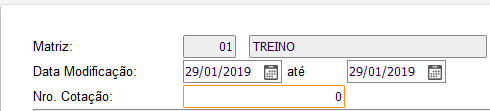 Matriz: 01 TREINO
Data Modificação: 29/01/2019 até 29/01/2019
Nro. Cotação: 0